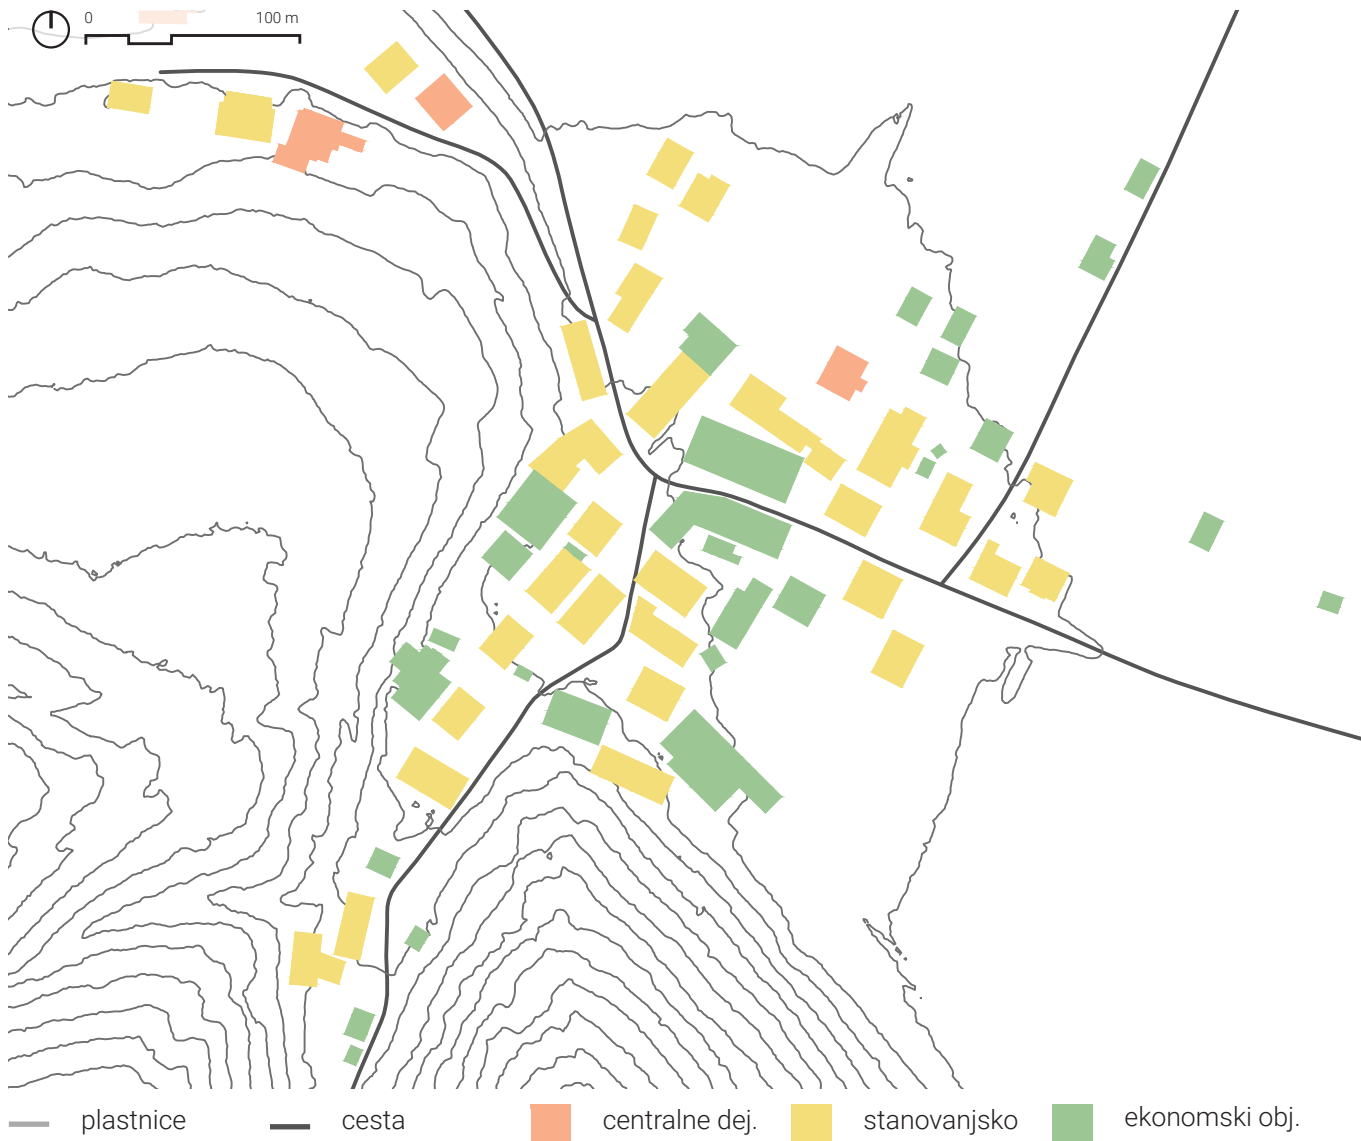 0 100 m
plastnice cesta centralne dej. stanovanjsko ekonomski obj.